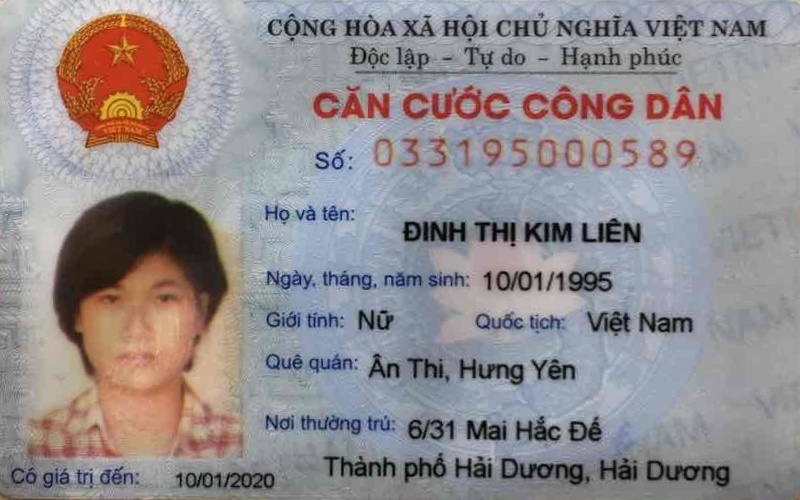 CỘNG HÒA XÃ HỘI CHỦ NGHĨA VIỆT NAM
Độc lập - Tự do - Hạnh phúc
CĂN CƯỚC CÔNG DÂN
Số: 033195000589
Họ và tên: ĐINH THỊ KIM LIÊN
Ngày, tháng, năm sinh: 10/01/1995
Giới tính: Nữ Quốc tịch: Việt Nam
Quê quán: Ân Thi, Hưng Yên
Nơi thường trú: 6/31 Mai Hắc Đế
Thành phố Hải Dương, Hải Dương
Có giá trị đến: 10/01/2020